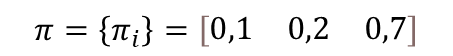 π = {πᵢ} = [0,1 0,2 0,7]